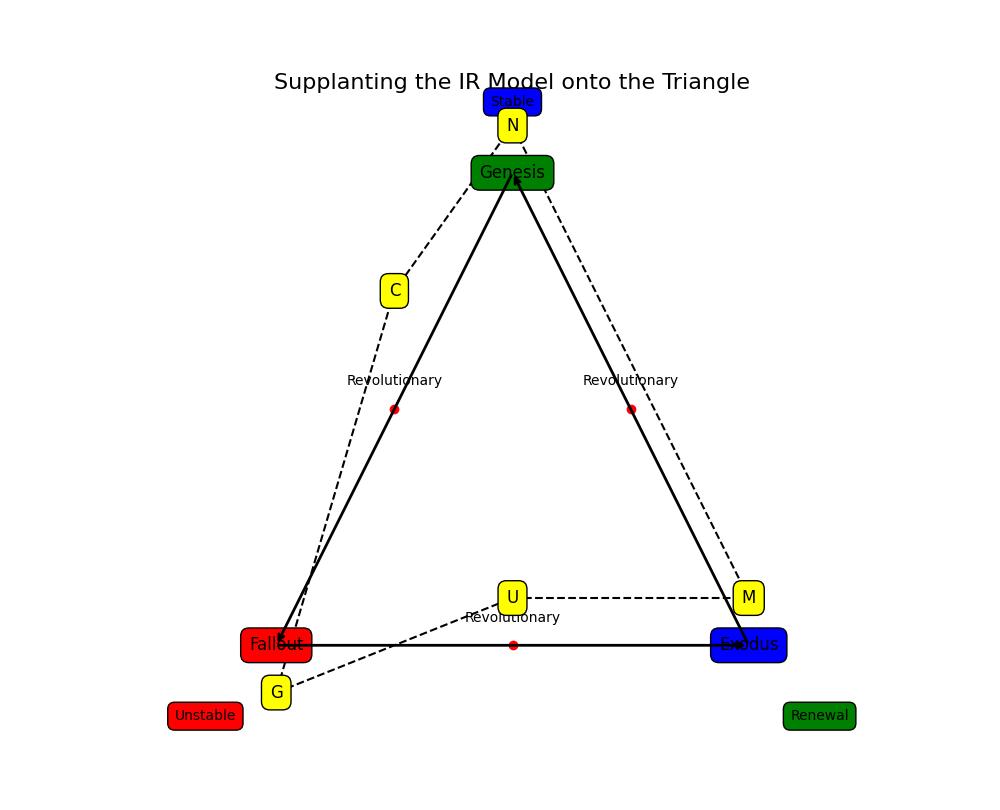 Supplanting the IR Model onto the Triangle
Stable
N
Genesis
C
Revolutionary
Revolutionary
U
M
Revolutionary
Fallout
Exodus
G
Unstable
Renewal